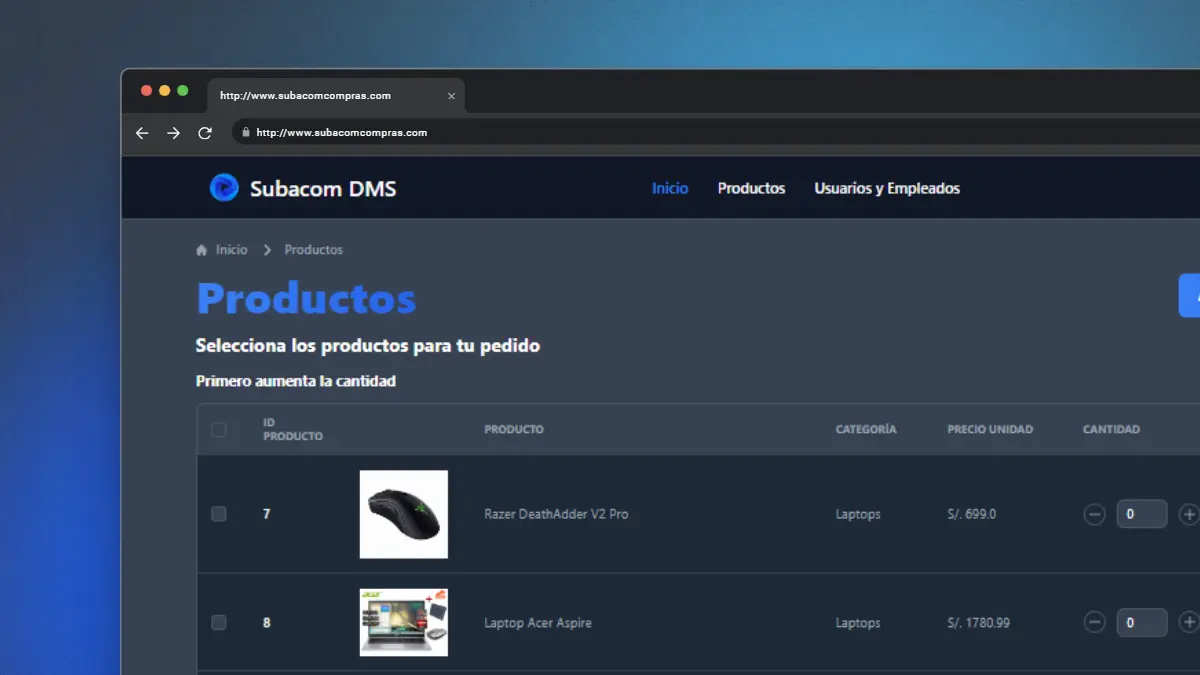 http://www.subacomcompras.com
http://www.subacomcompras.com
Subacom DMS
Inicio Productos Usuarios y Empleados
Inicio Productos
Productos
Selecciona los productos para tu pedido
Primero aumenta la cantidad
ID PRODUCTO PRODUCTO CATEGORÍA PRECIO UNIDAD CANTIDAD
7 Razer DeathAdder V2 Pro Laptops S/. 699.0 0
acer
8 Laptop Acer Aspire Laptops S/. 1780.99 0